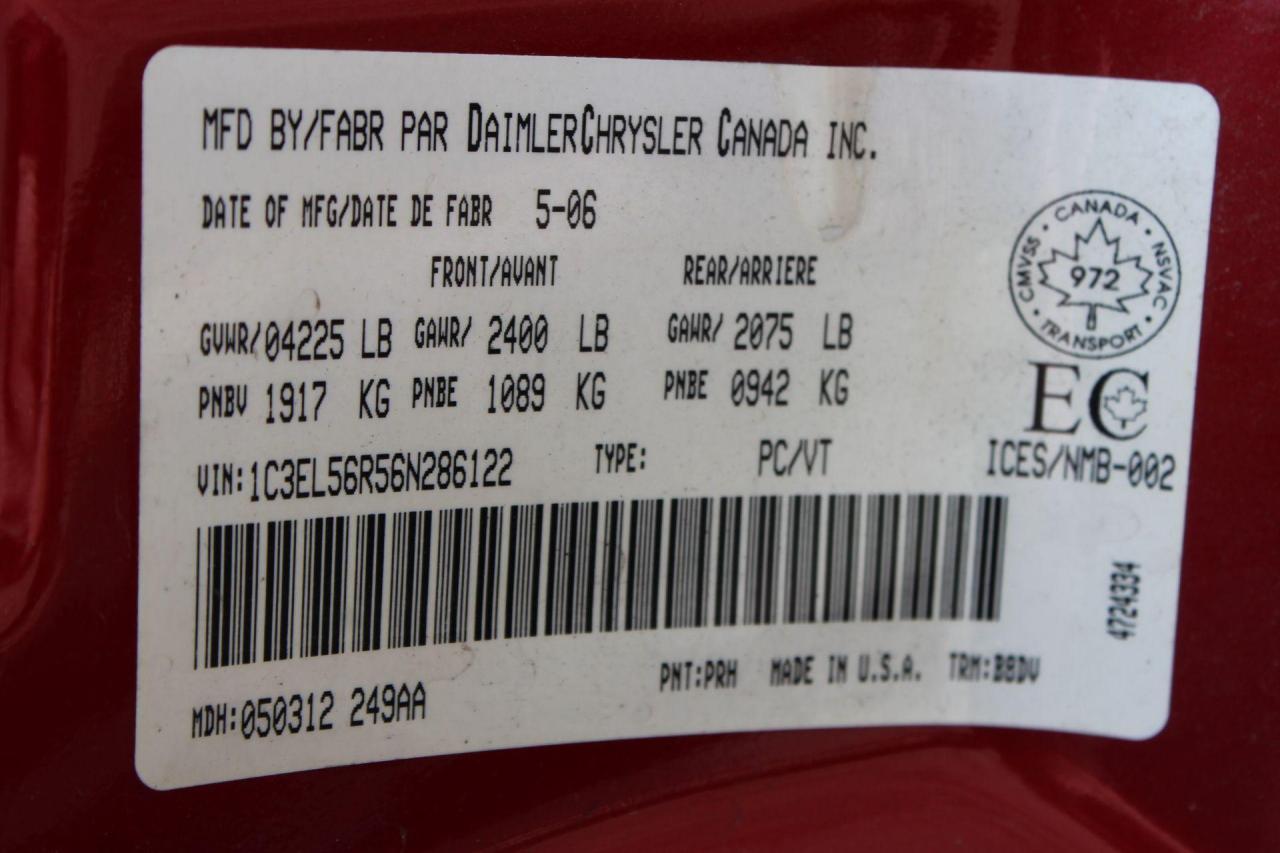 MFD BY/FABR PAR DAIMLERCHRYSLER CANADA INC.
DATE OF MFG/DATE DE FABR 5-06
FRONT/AVANT REAR/ARRIERE
GVWR/04225 LB GAWR/ 2400 LB GAWR/ 2075 LB
PNBV 1917 KG PNBE 1089 KG PNBE 0942 KG
CANADA · NSVAC · TRANSPORT · CMVSS ·
972
EC
VIN:1C3EL56R56N286122 TYPE: PC/VT ICES/NMB-002
4724334
PNT:PRH MADE IN U.S.A. TRM:B8DV
MDH:050312 249AA